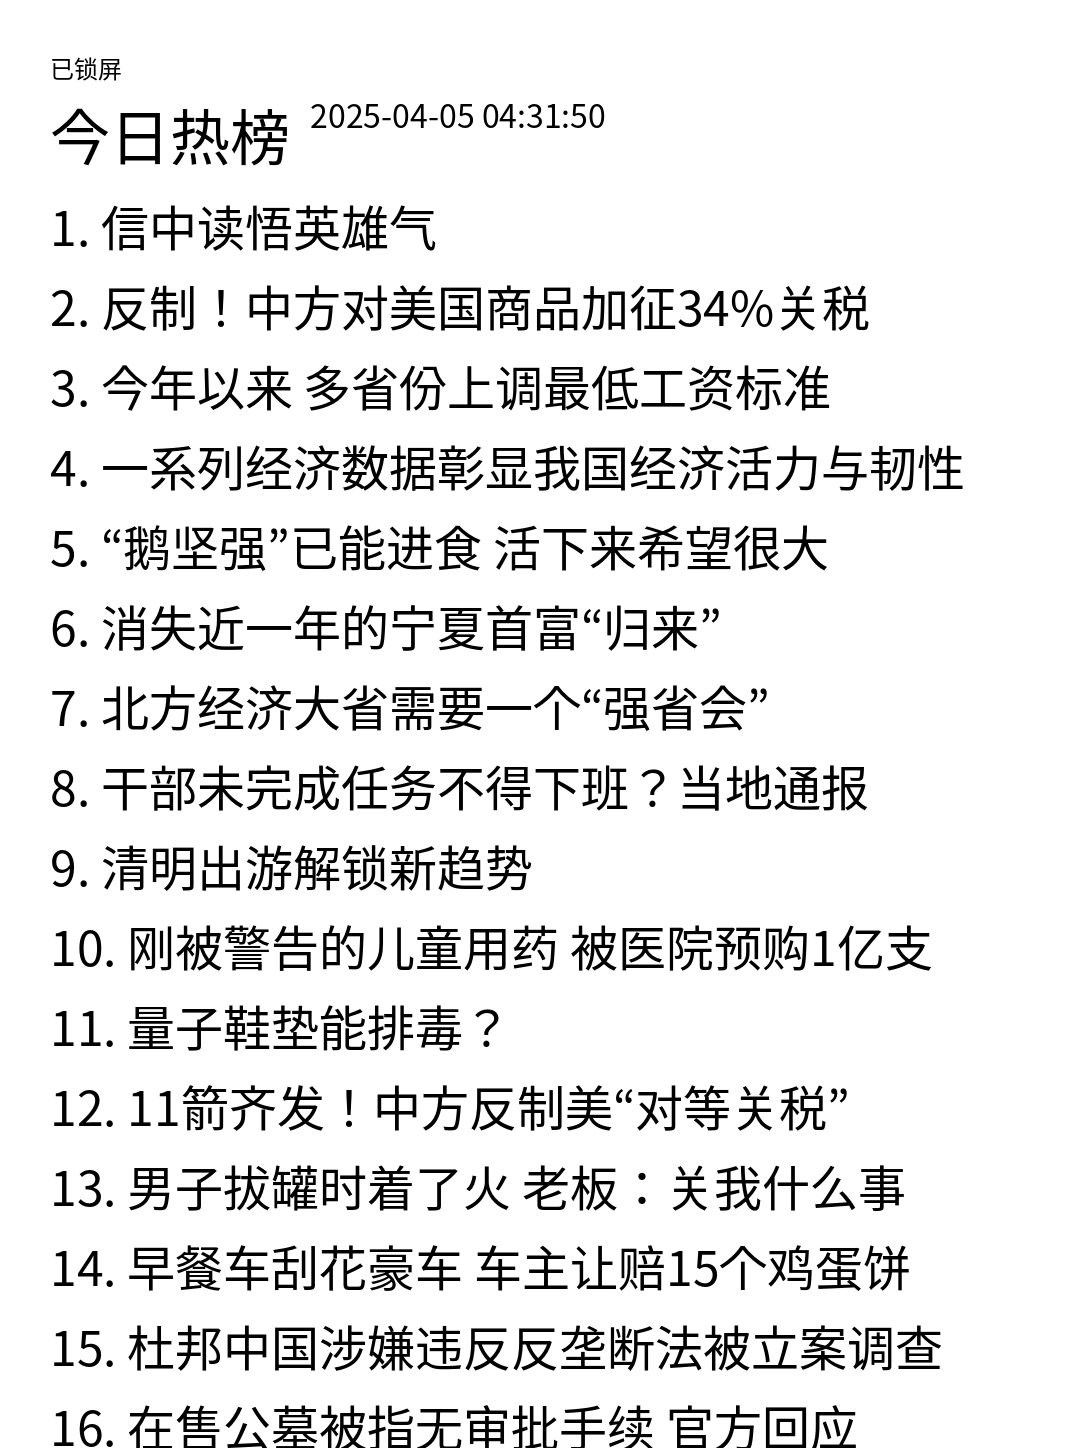 已锁屏
今日热榜 2025-04-05 04:31:50
1. 信中读悟英雄气
2. 反制！中方对美国商品加征34%关税
3. 今年以来 多省份上调最低工资标准
4. 一系列经济数据彰显我国经济活力与韧性
5. “鹅坚强”已能进食 活下来希望很大
6. 消失近一年的宁夏首富“归来”
7. 北方经济大省需要一个“强省会”
8. 干部未完成任务不得下班？当地通报
9. 清明出游解锁新趋势
10. 刚被警告的儿童用药 被医院预购1亿支
11. 量子鞋垫能排毒？
12. 11箭齐发！中方反制美“对等关税”
13. 男子拔罐时着了火 老板：关我什么事
14. 早餐车刮花豪车 车主让赔15个鸡蛋饼
15. 杜邦中国涉嫌违反反垄断法被立案调查
16. 在售公墓被指无审批手续 官方回应